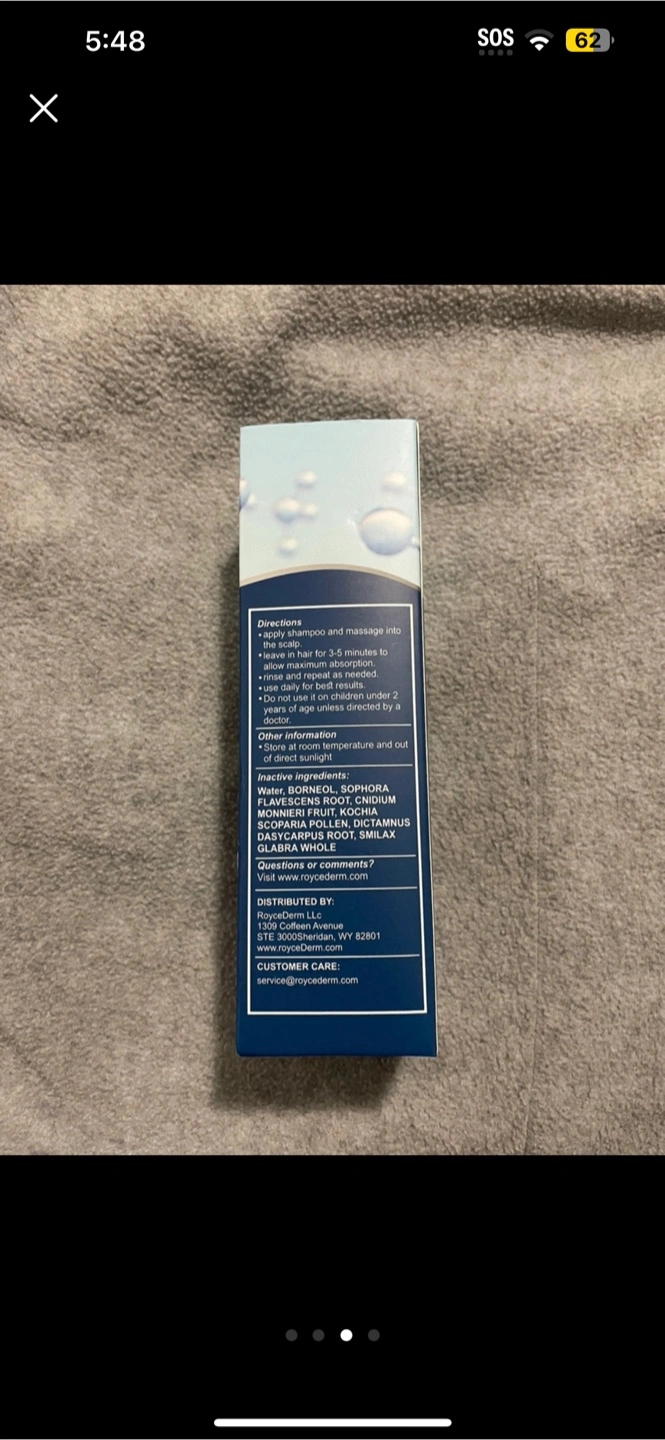 5:48
SOS
62
Directions
• apply shampoo and massage into
the scalp.
• leave in hair for 3-5 minutes to
allow maximum absorption.
• rinse and repeat as needed.
• use daily for best results.
• Do not use it on children under 2
years of age unless directed by a
doctor.
Other information
• Store at room temperature and out
of direct sunlight
Inactive ingredients:
Water, BORNEOL, SOPHORA
FLAVESCENS ROOT, CNIDIUM
MONNIERI FRUIT, KOCHIA
SCOPARIA POLLEN, DICTAMNUS
DASYCARPUS ROOT, SMILAX
GLABRA WHOLE
Questions or comments?
Visit www.roycederm.com
DISTRIBUTED BY:
RoyceDerm LLc
1309 Coffeen Avenue
STE 3000Sheridan, WY 82801
www.royceDerm.com
CUSTOMER CARE:
service@roycederm.com